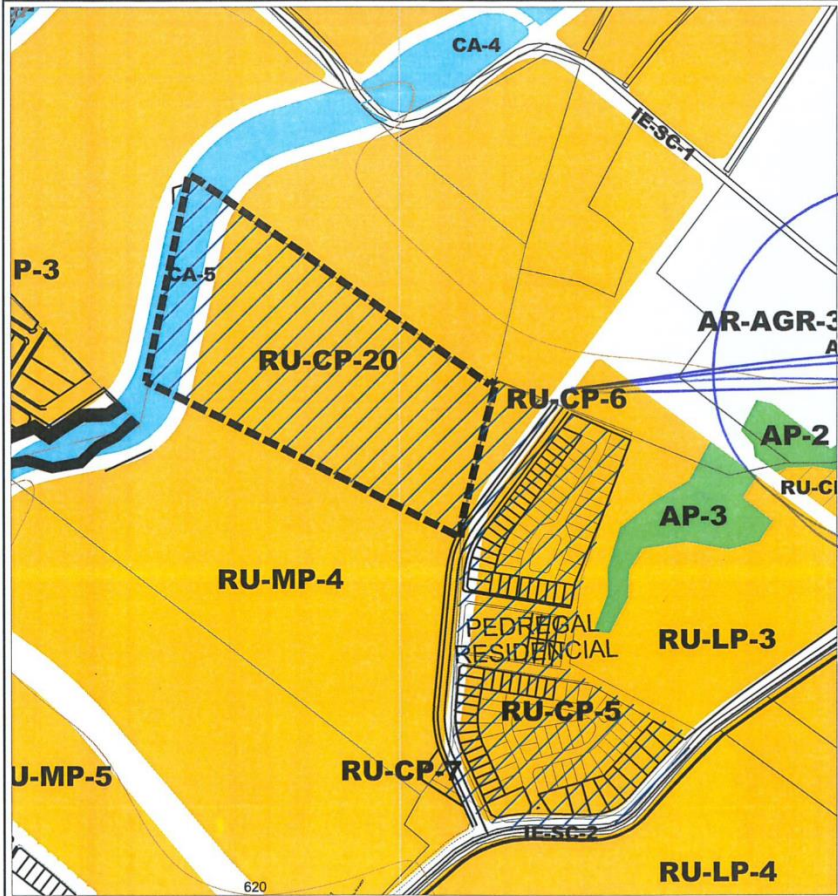 CA-4
IE-SC-1
P-3
CA-5
AR-AGR-3
A
RU-CP-20
RU-CP-6
AP-2
RU-CP
AP-3
RU-MP-4
PEDREGAL
RESIDENCIAL
RU-LP-3
RU-CP-5
RU-CP-7
U-MP-5
IE-SC-2
RU-LP-4
620